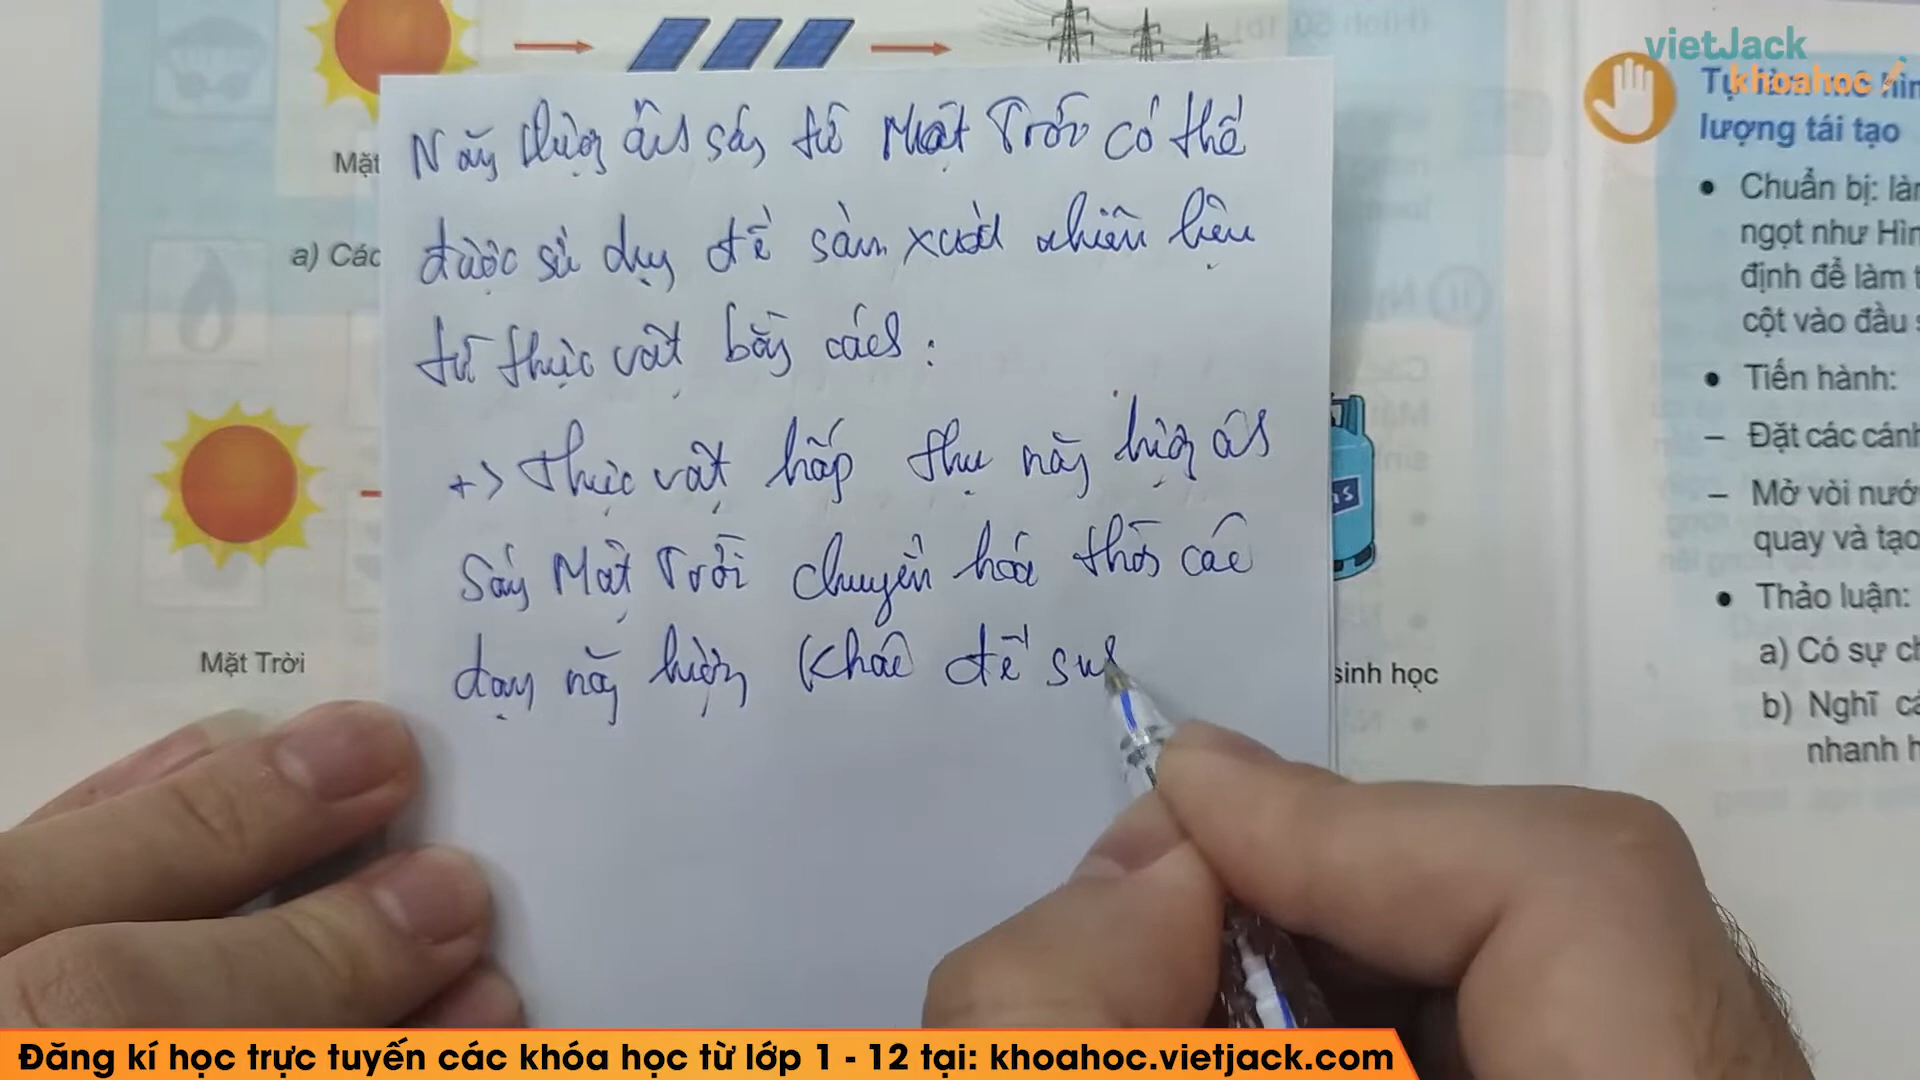 vietJack
khoahoc
Mặt
a) Các
Năng lượng ánh sáng từ Mặt Trời có thể
được sử dụng để sản xuất nhiên liệu
từ thực vật bằng cách:
+> Thực vật hấp thụ năng lượng ánh
sáng Mặt Trời chuyển hóa thành các
dạng năng lượng khác để sinh
Mặt Trời
sinh học
lượng tái tạo
• Chuẩn bị: làm
ngọt như Hìn
định để làm t
cột vào đầu s
• Tiến hành:
– Đặt các cánh
– Mở vòi nướ
quay và tạo
• Thảo luận:
a) Có sự ch
b) Nghĩ cá
nhanh h
Đăng kí học trực tuyến các khóa học từ lớp 1 - 12 tại: khoahoc.vietjack.com